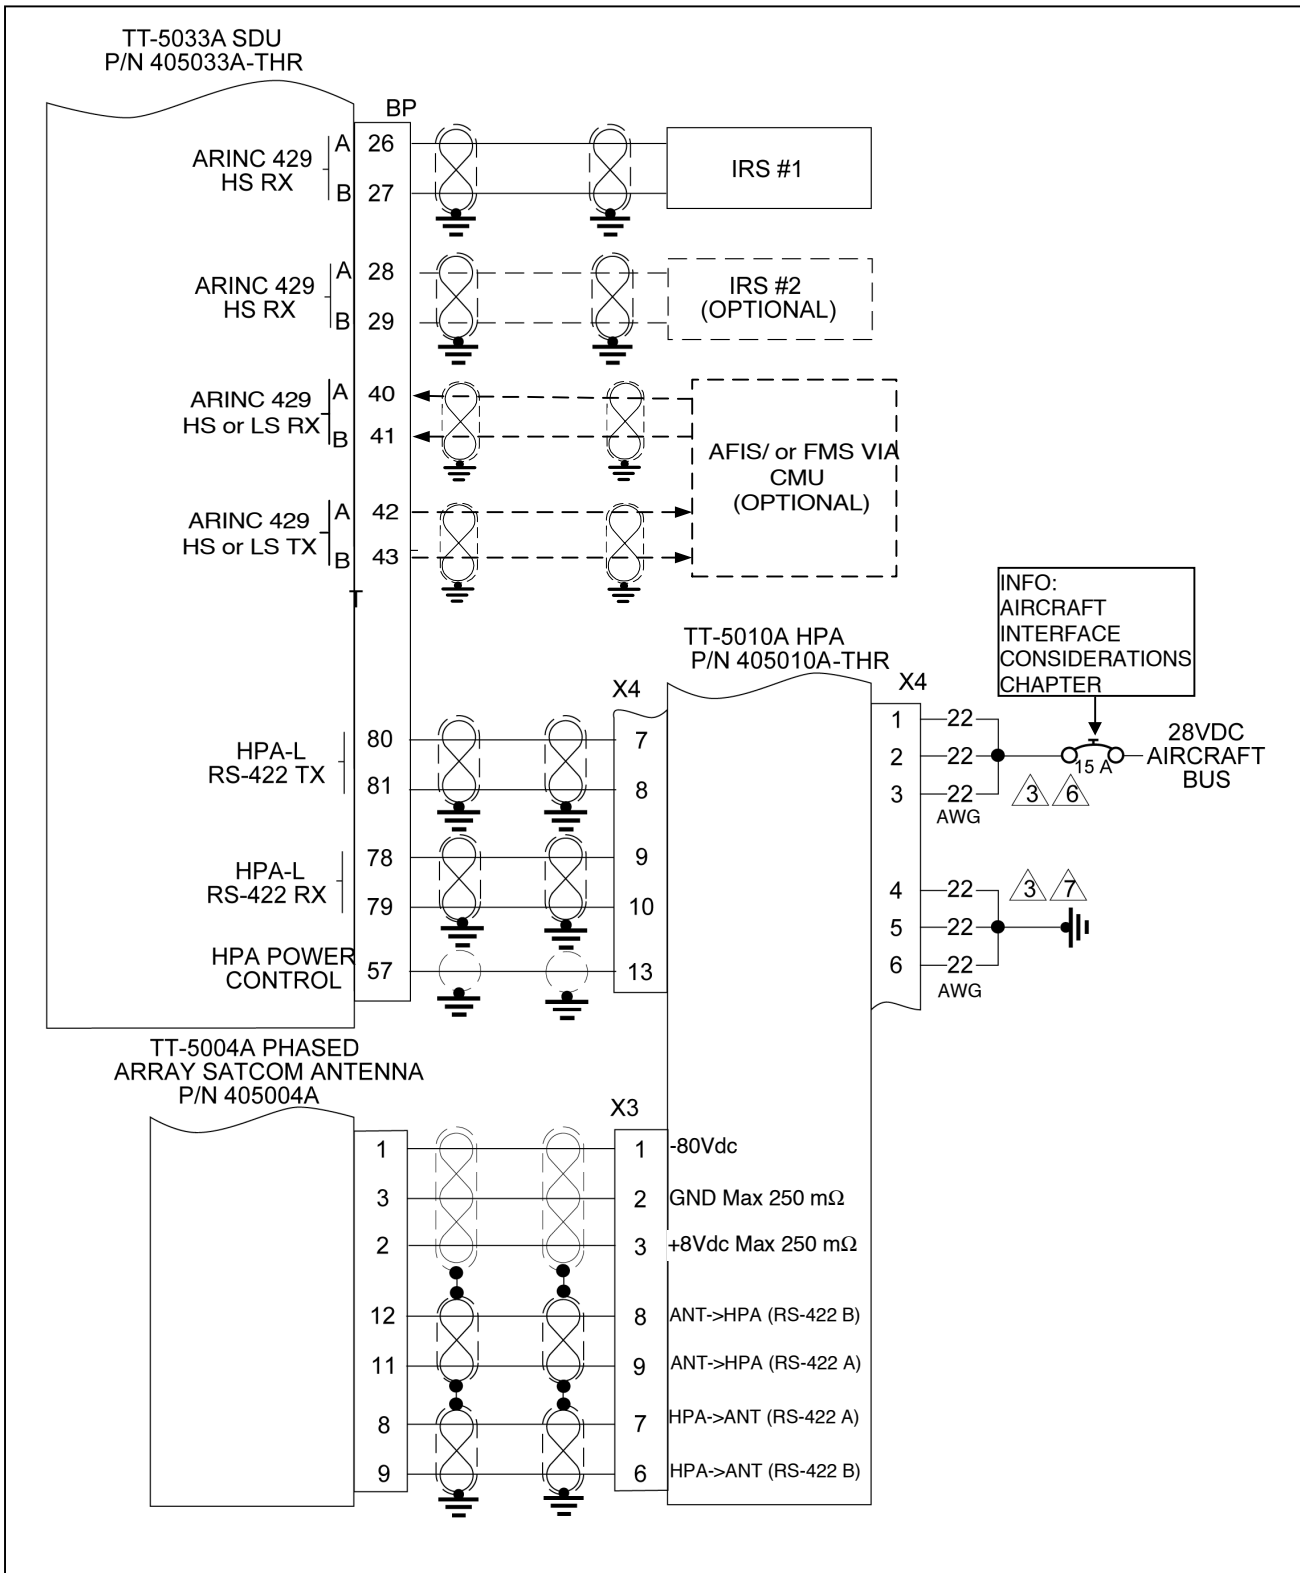 TT-5033A SDU
P/N 405033A-THR
BP
ARINC 429
HS RX
A
26
B
27
IRS #1
ARINC 429
HS RX
A
28
B
29
IRS #2
(OPTIONAL)
ARINC 429
HS or LS RX
A
40
B
41
AFIS/ or FMS VIA
CMU
(OPTIONAL)
ARINC 429
HS or LS TX
A
42
B
43
T
INFO:
AIRCRAFT
INTERFACE
CONSIDERATIONS
CHAPTER
TT-5010A HPA
P/N 405010A-THR
X4
X4
HPA-L
RS-422 TX
80
81
7
8
1
22
2
22
3
22
AWG
15 A
28VDC
AIRCRAFT
BUS
3
6
HPA-L
RS-422 RX
78
79
9
10
4
22
5
22
6
22
AWG
3
7
HPA POWER
CONTROL
57
13
TT-5004A PHASED
ARRAY SATCOM ANTENNA
P/N 405004A
X3
1
1
-80Vdc
3
2
GND Max 250 mΩ
2
3
+8Vdc Max 250 mΩ
12
8
ANT->HPA (RS-422 B)
11
9
ANT->HPA (RS-422 A)
8
7
HPA->ANT (RS-422 A)
9
6
HPA->ANT (RS-422 B)